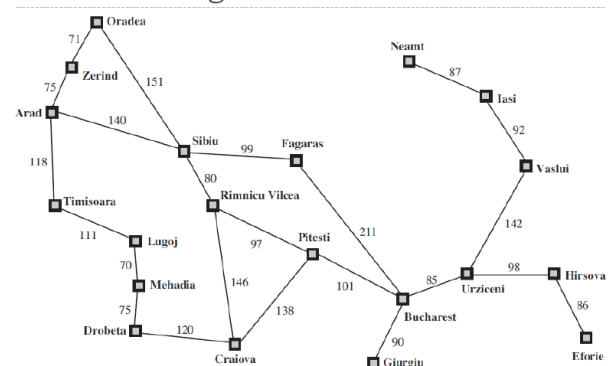 Oradea
71
Neamt
Zerind
87
75
151
Iasi
Arad
140
92
Sibiu
Fagaras
99
118
Vaslui
80
Timisoara
Rimnicu Vilcea
142
211
111
Lugoj
97
Pitesti
70
98
Hirsova
146
101
85
Mehadia
Urziceni
138
86
75
Bucharest
Drobeta
120
90
Eforie
Craiova
Giurgiu